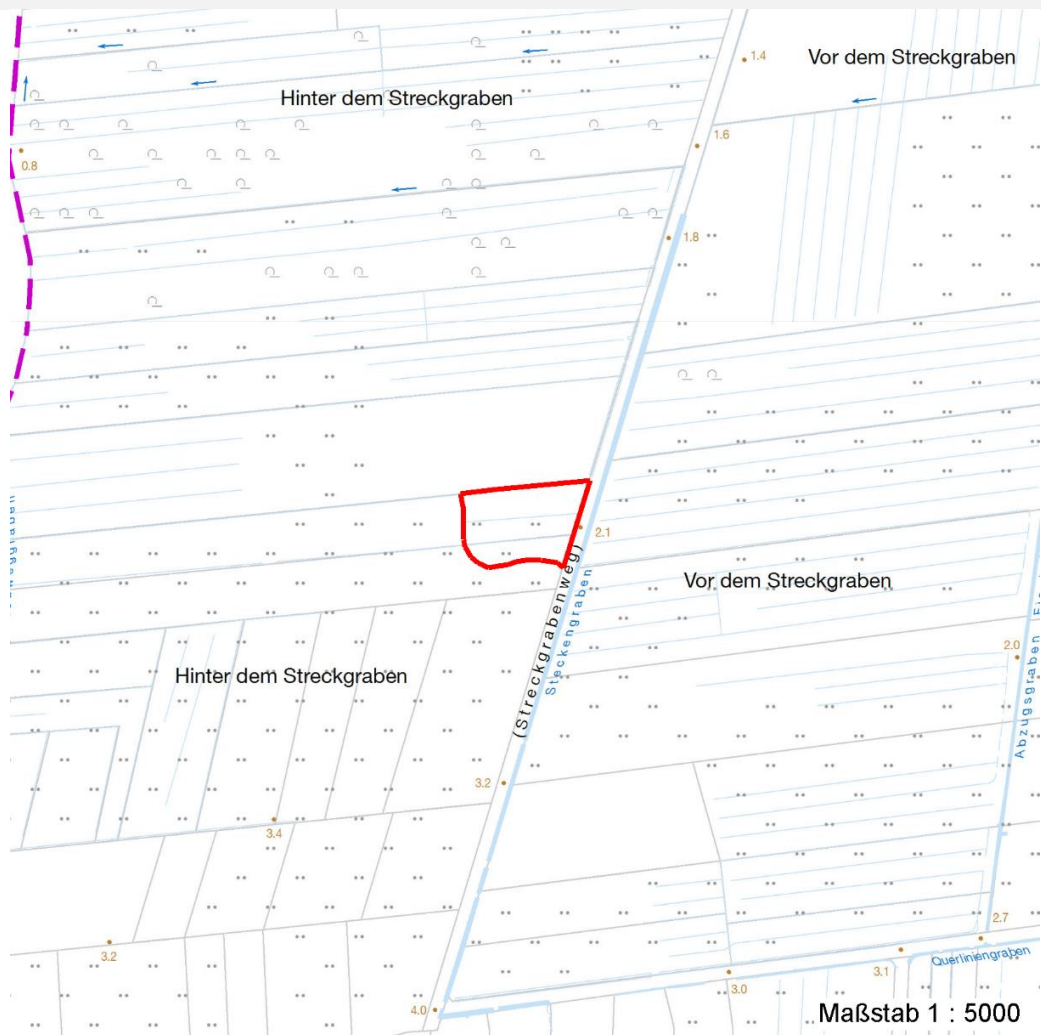 Vor dem Streckgraben
1.4
Hinter dem Streckgraben
1.6
0.8
1.8
2.1
(Streckgrabenweg)
Steckengraben
Vor dem Streckgraben
2.0
Abzugsgraben
Hinter dem Streckgraben
3.2
3.4
2.7
3.2
Querliniengraben
3.1
3.0
4.0
Maßstab 1 : 5000